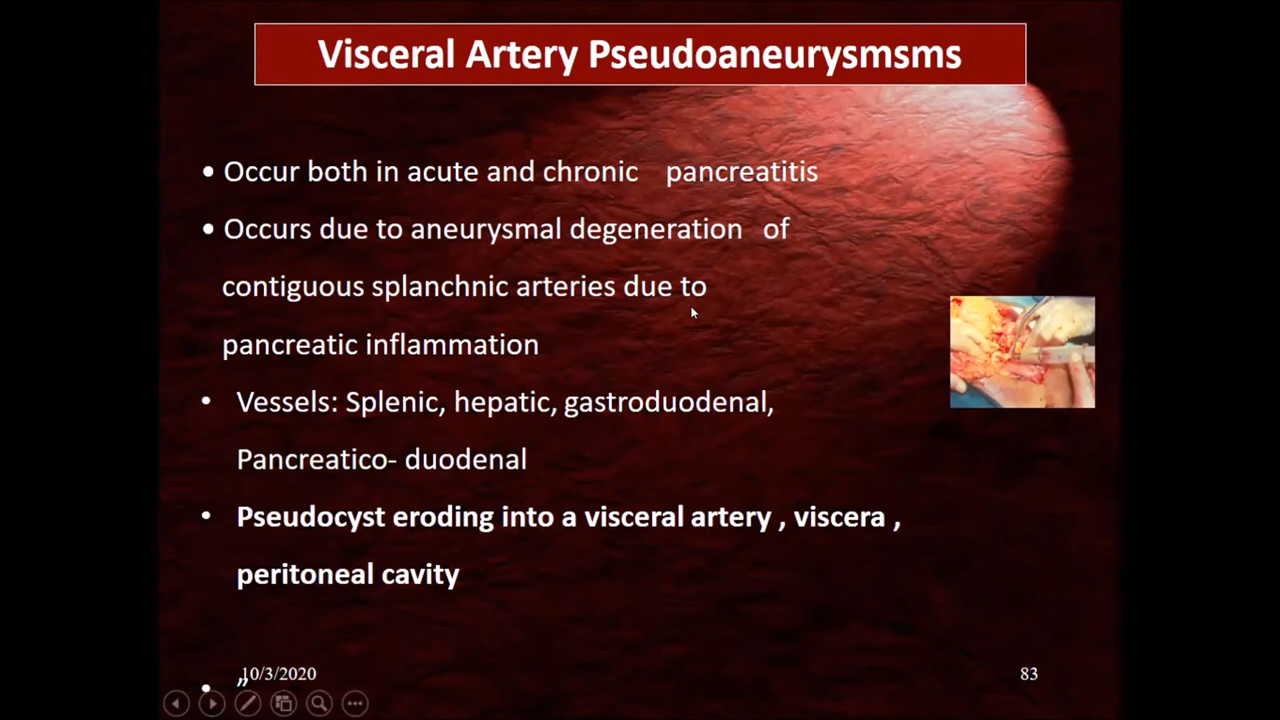 Visceral Artery Pseudoaneurysmsms
• Occur both in acute and chronic pancreatitis
• Occurs due to aneurysmal degeneration of
contiguous splanchnic arteries due to
pancreatic inflammation
• Vessels: Splenic, hepatic, gastroduodenal,
Pancreatico- duodenal
• Pseudocyst eroding into a visceral artery , viscera ,
peritoneal cavity
• ”
10/3/2020
83